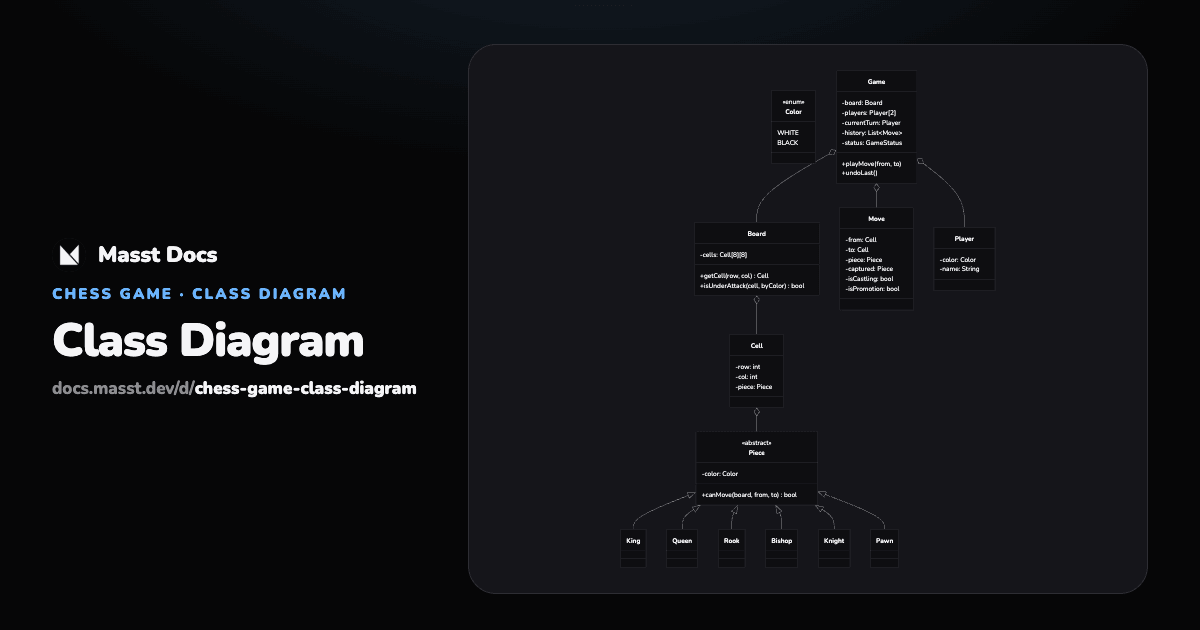 Masst Docs
CHESS GAME · CLASS DIAGRAM
Class Diagram
docs.masst.dev/d/chess-game-class-diagram
«enum»
Color
WHITE
BLACK
Game
-board: Board
-players: Player[2]
-currentTurn: Player
-history: List<Move>
-status: GameStatus
+playMove(from, to)
+undoLast()
Board
-cells: Cell[8][8]
+getCell(row, col) : Cell
+isUnderAttack(cell, byColor) : bool
Move
-from: Cell
-to: Cell
-piece: Piece
-captured: Piece
-isCastling: bool
-isPromotion: bool
Player
-color: Color
-name: String
Cell
-row: int
-col: int
-piece: Piece
«abstract»
Piece
-color: Color
+canMove(board, from, to) : bool
King
Queen
Rook
Bishop
Knight
Pawn